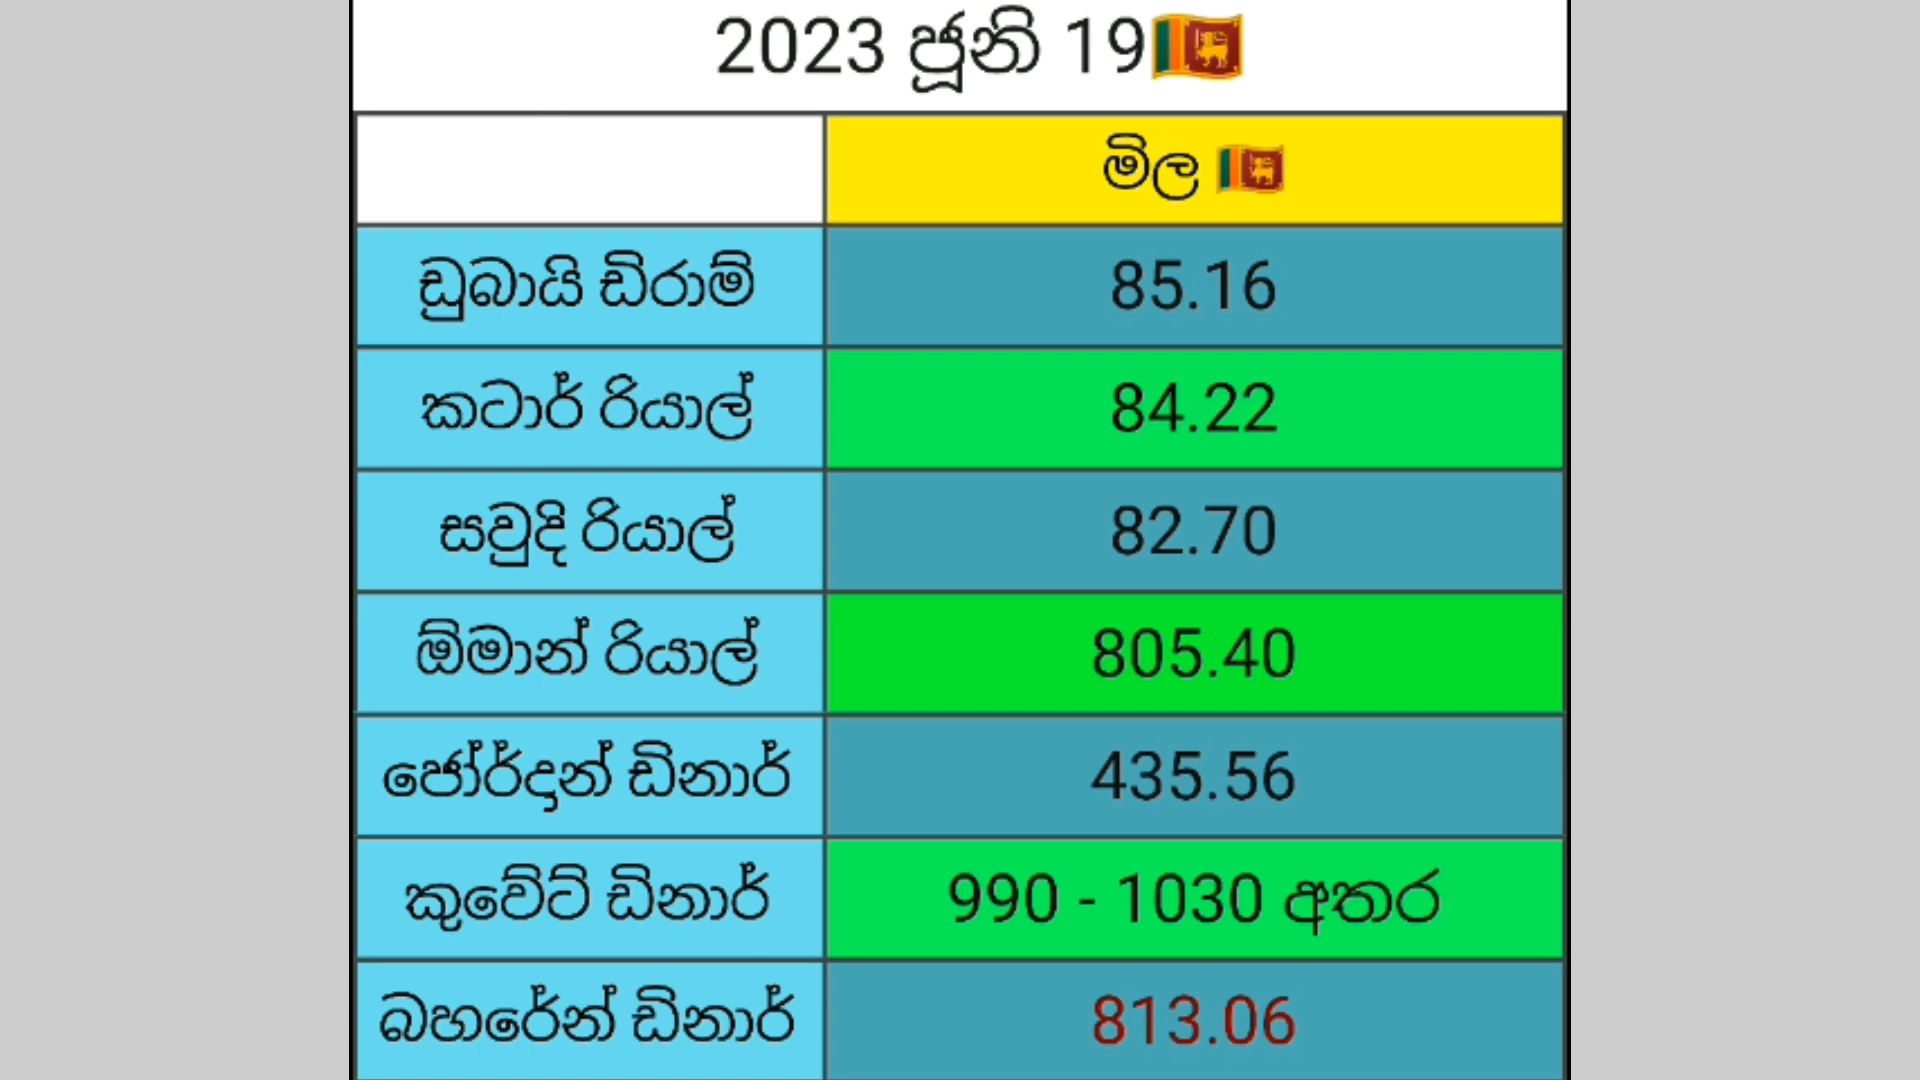 2023 ජූනි 19🇱🇰
මිල 🇱🇰
ඩුබායි ඩිරාම් 85.16
කටාර් රියාල් 84.22
සවුදි රියාල් 82.70
ඕමාන් රියාල් 805.40
ජෝර්දාන් ඩිනාර් 435.56
කුවේට් ඩිනාර් 990 - 1030 අතර
බහරේන් ඩිනාර් 813.06